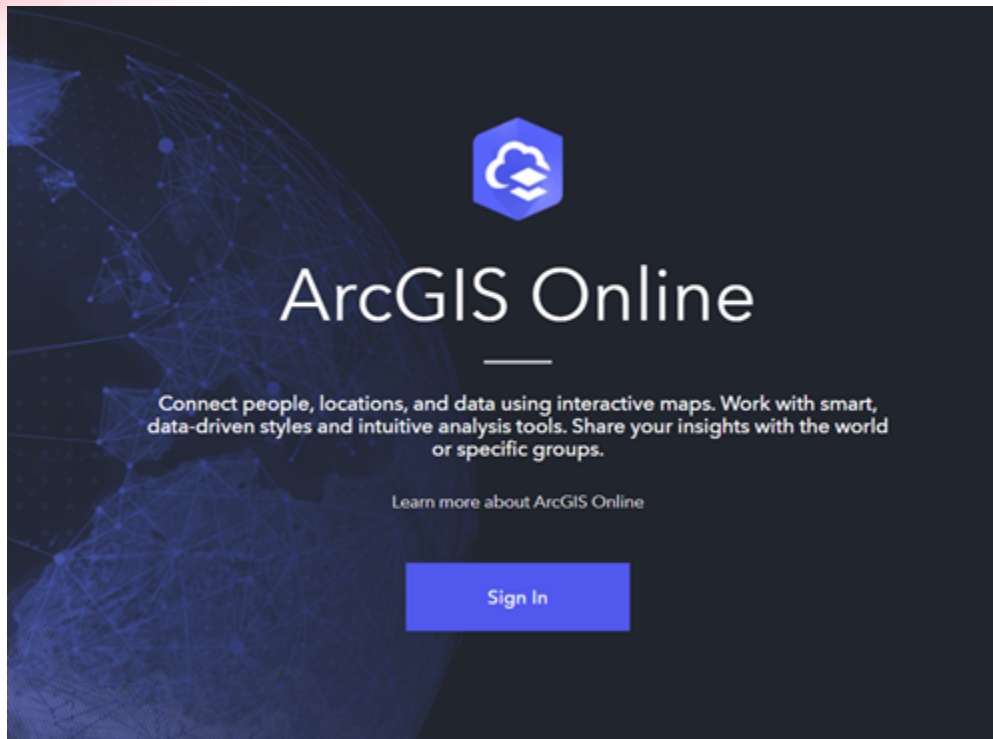 ArcGIS Online
Connect people, locations, and data using interactive maps. Work with smart,
data-driven styles and intuitive analysis tools. Share your insights with the world
or specific groups.
Learn more about ArcGIS Online
Sign In